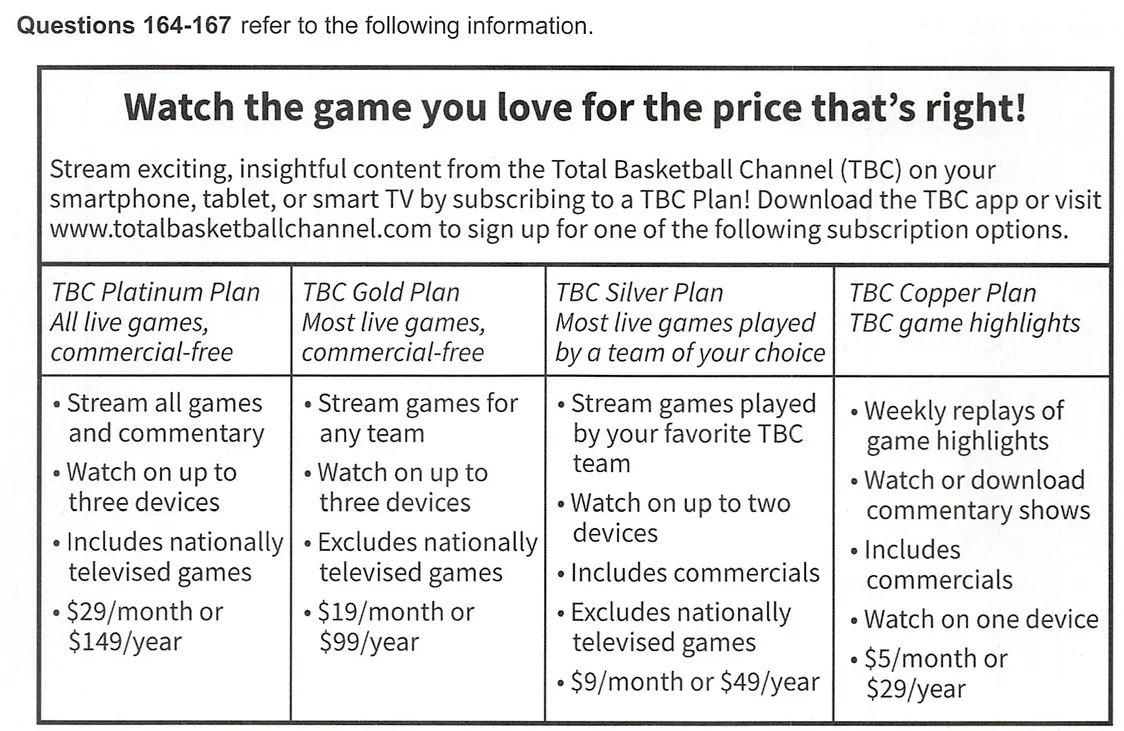 Questions 164-167 refer to the following information.
Watch the game you love for the price that's right!
Stream exciting, insightful content from the Total Basketball Channel (TBC) on your
smartphone, tablet, or smart TV by subscribing to a TBC Plan! Download the TBC app or visit
www.totalbasketballchannel.com to sign up for one of the following subscription options.
TBC Platinum Plan
All live games,
commercial-free
• Stream all games
and commentary
• Watch on up to
three devices
• Includes nationally
televised games
• $29/month or
$149/year
TBC Gold Plan
Most live games,
commercial-free
• Stream games for
any team
• Watch on up to
three devices
• Excludes nationally
televised games
• $19/month or
$99/year
TBC Silver Plan
Most live games played
by a team of your choice
• Stream games played
by your favorite TBC
team
• Watch on up to two
devices
• Includes commercials
• Excludes nationally
televised games
• $9/month or $49/year
TBC Copper Plan
TBC game highlights
• Weekly replays of
game highlights
• Watch or download
commentary shows
• Includes
commercials
• Watch on one device
• $5/month or
$29/year